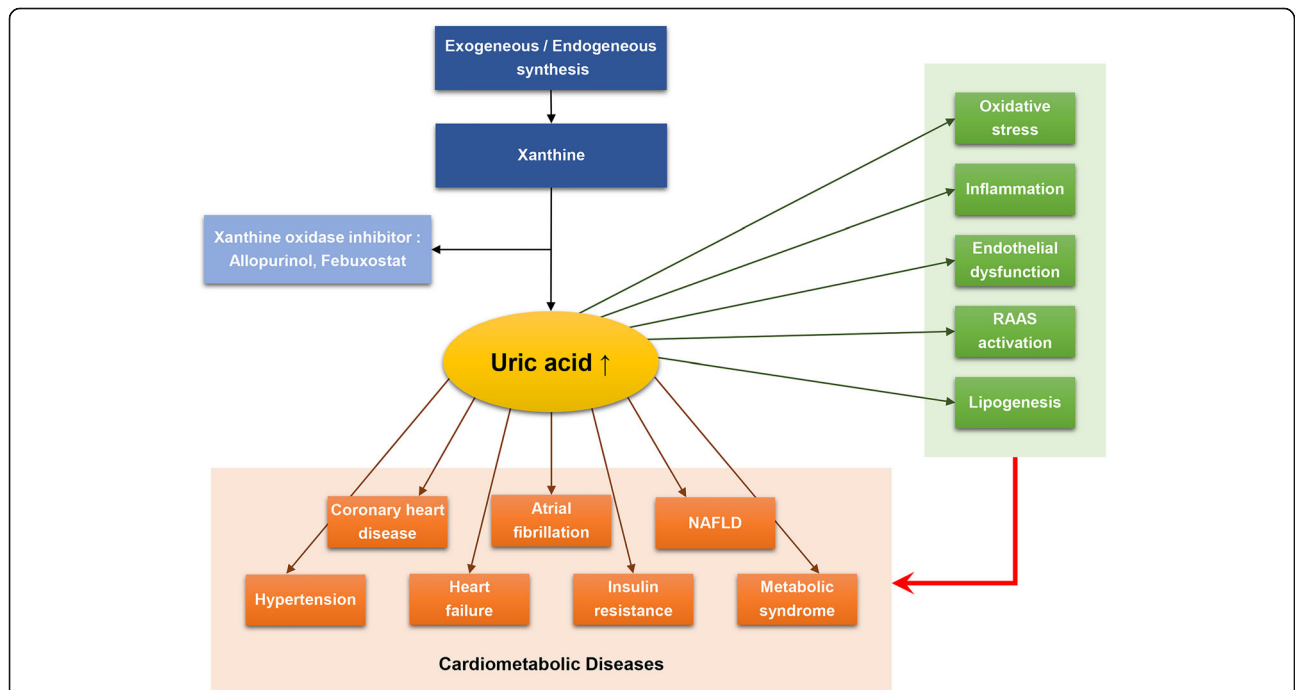 Exogeneous / Endogeneous
synthesis
Xanthine
Xanthine oxidase inhibitor :
Allopurinol, Febuxostat
Uric acid ↑
Oxidative
stress
Inflammation
Endothelial
dysfunction
RAAS
activation
Lipogenesis
Coronary heart
disease
Atrial
fibrillation
NAFLD
Hypertension
Heart
failure
Insulin
resistance
Metabolic
syndrome
Cardiometabolic Diseases